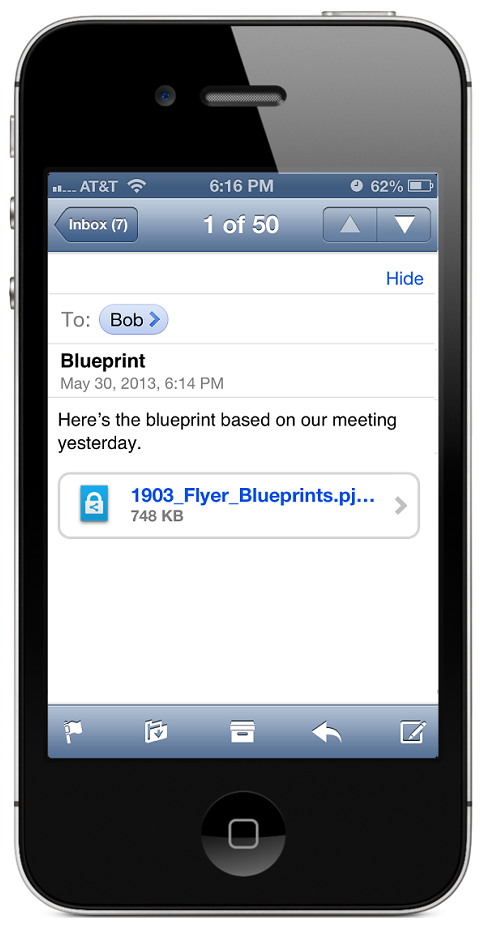 AT&T 6:16 PM 62%
Inbox (7) 1 of 50
Hide
To: Bob
Blueprint
May 30, 2013, 6:14 PM
Here’s the blueprint based on our meeting
yesterday.
1903_Flyer_Blueprints.pj...
748 KB